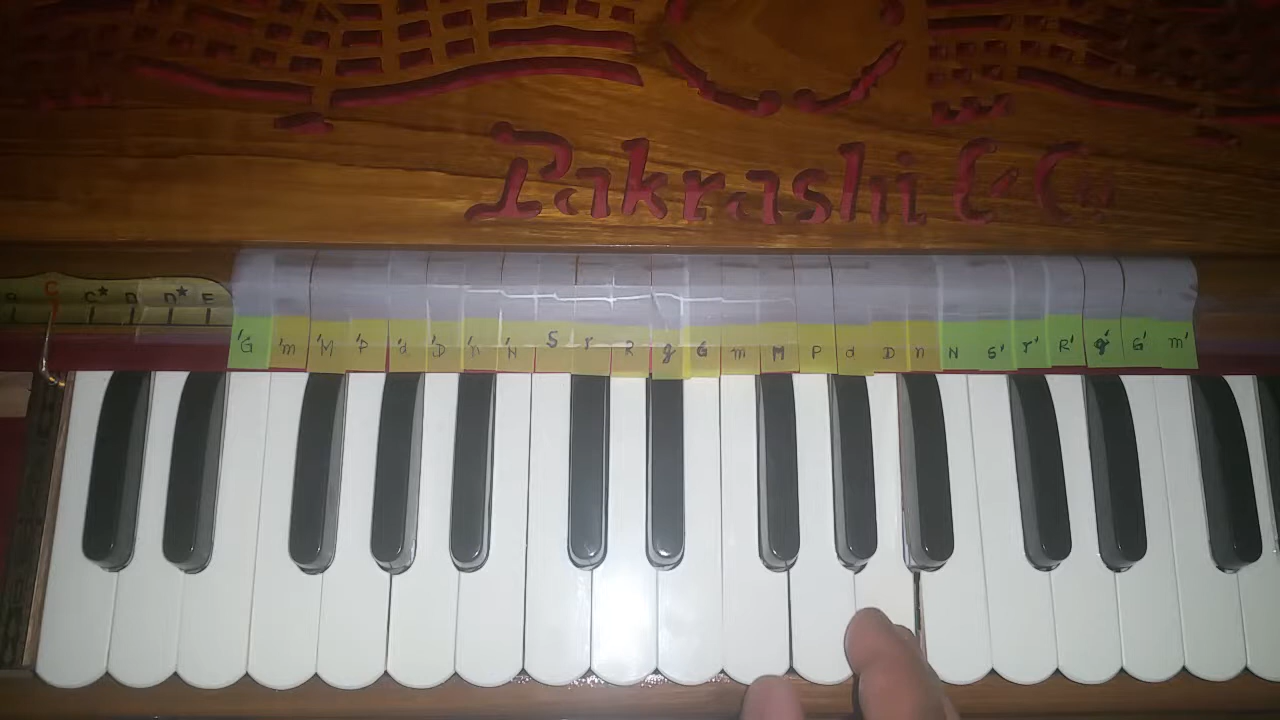 Pakrashi & Co
C C* D D* E
'G 'm 'M 'P 'd 'D 'n 'N S r R g G m M P d D n N S' r' R' g' G' m'